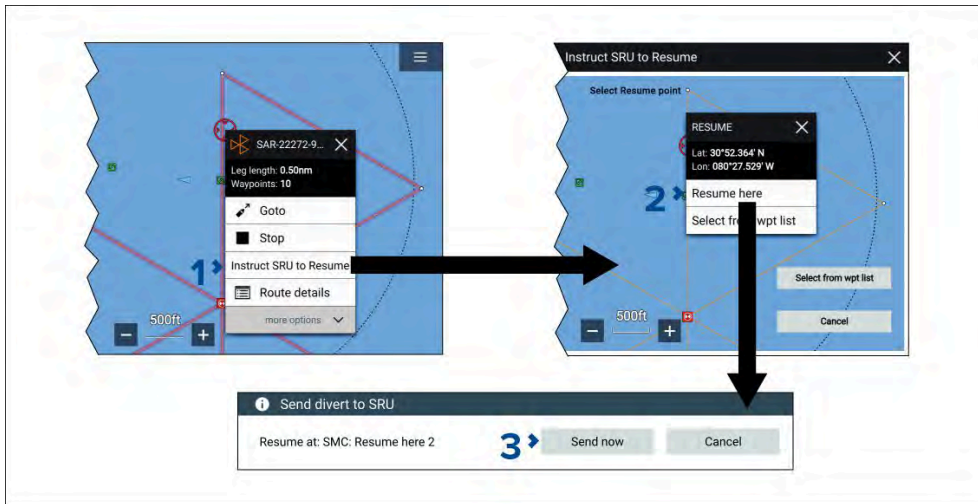 SAR-22272-9...
Leg length: 0.50nm
Waypoints: 10
Goto
Stop
1
Instruct SRU to Resume
Route details
more options
500ft
Instruct SRU to Resume
Select Resume point
RESUME
Lat: 30°52.364' N
Lon: 080°27.529' W
2
Resume here
Select from wpt list
Select from wpt list
Cancel
500ft
Send divert to SRU
Resume at: SMC: Resume here 2
3
Send now
Cancel